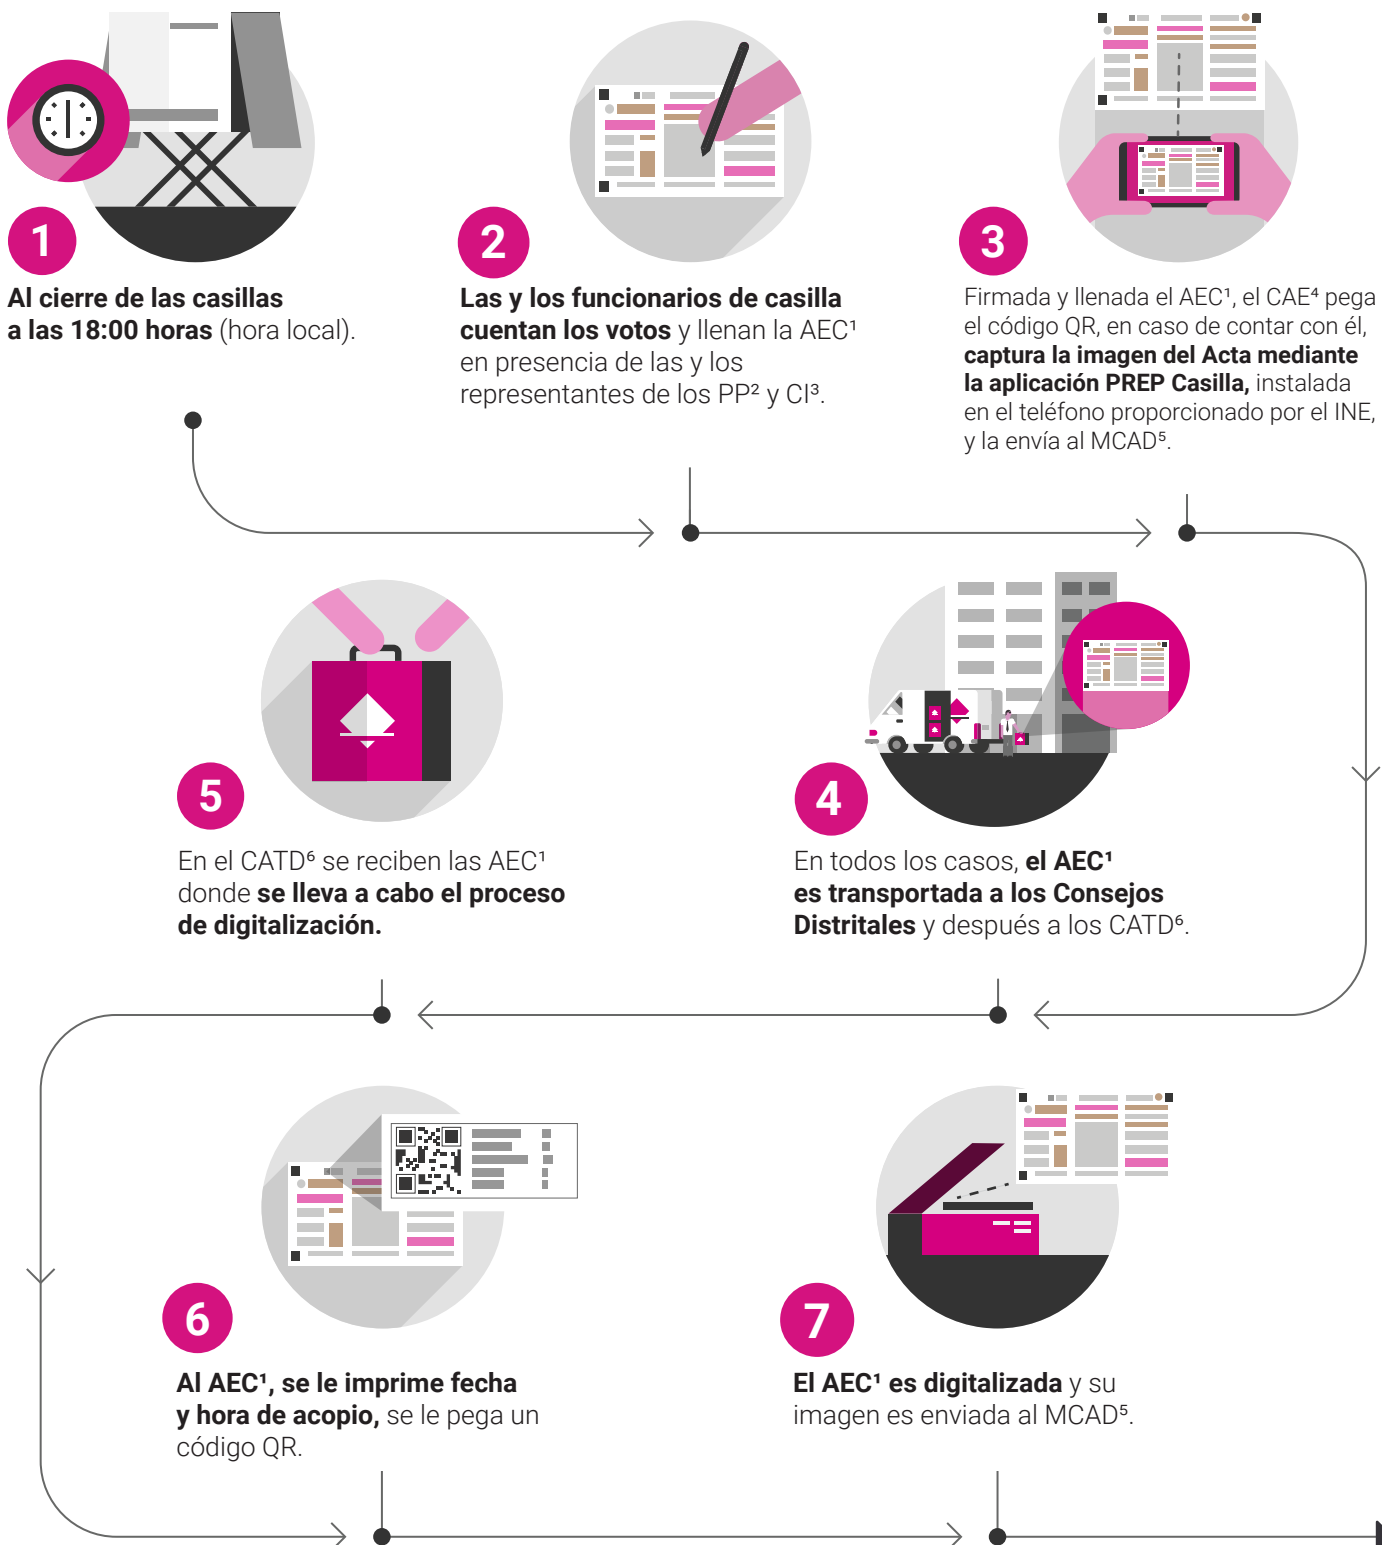 1
Al cierre de las casillas
a las 18:00 horas (hora local).
2
Las y los funcionarios de casilla
cuentan los votos y llenan la AEC¹
en presencia de las y los
representantes de los PP² y CI³.
3
Firmada y llenada el AEC¹, el CAE⁴ pega
el código QR, en caso de contar con él,
captura la imagen del Acta mediante
la aplicación PREP Casilla, instalada
en el teléfono proporcionado por el INE,
y la envía al MCAD⁵.
4
En todos los casos, el AEC¹
es transportada a los Consejos
Distritales y después a los CATD⁶.
5
En el CATD⁶ se reciben las AEC¹
donde se lleva a cabo el proceso
de digitalización.
6
Al AEC¹, se le imprime fecha
y hora de acopio, se le pega un
código QR.
7
El AEC¹ es digitalizada y su
imagen es enviada al MCAD⁵.